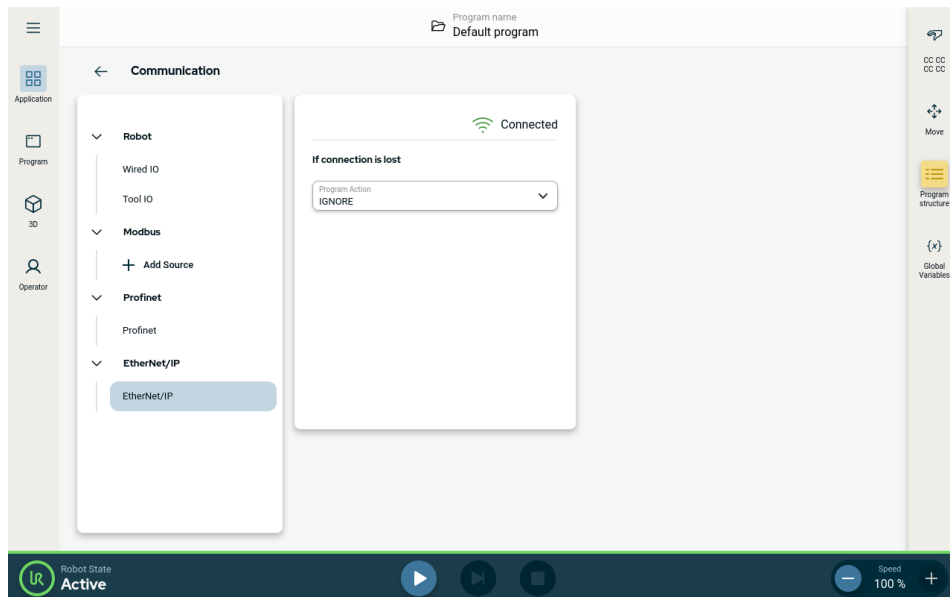 Program name
Default program
Application
Program
3D
Operator
Communication
Robot
Wired IO
Tool IO
Modbus
Add Source
Profinet
Profinet
EtherNet/IP
EtherNet/IP
Connected
If connection is lost
Program Action
IGNORE
CC CC
CC CC
Move
Program
structure
{x}
Global
Variables
Robot State
Active
Speed
100 %